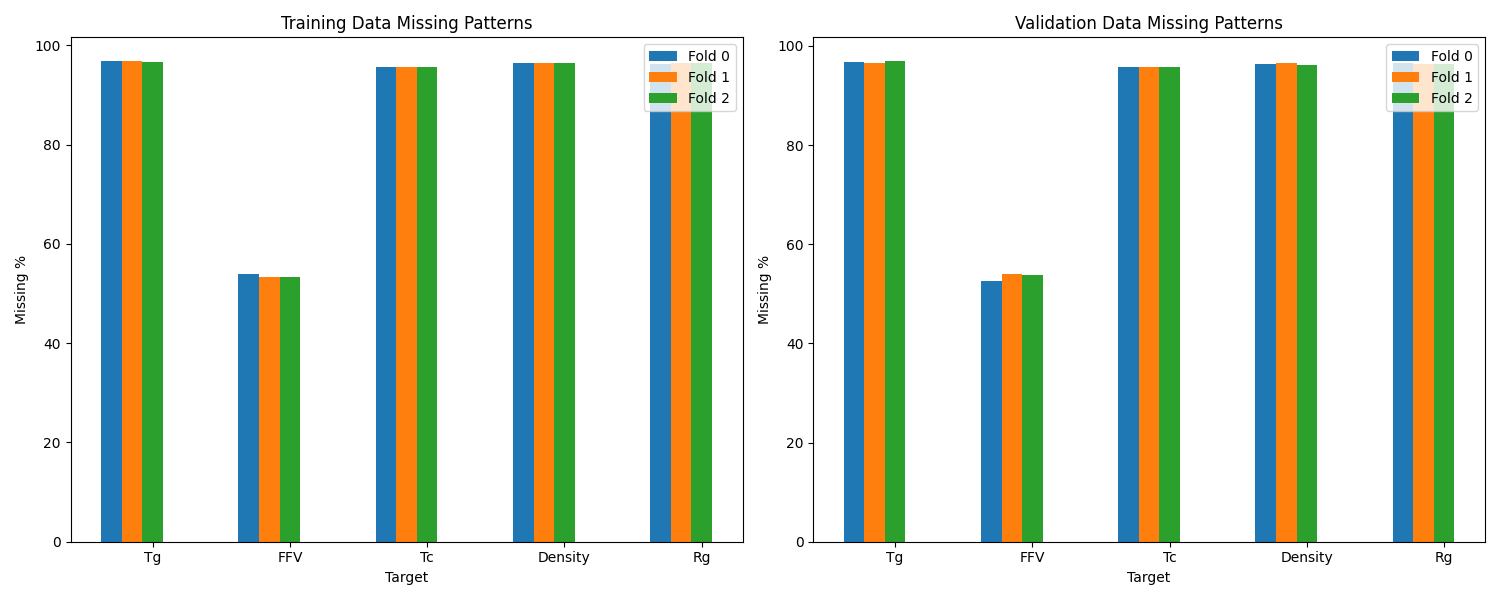 Training Data Missing Patterns
Missing %
100
80
60
40
20
0
Fold 0
Fold 1
Fold 2
Tg FFV Tc Density Rg
Target
Validation Data Missing Patterns
Missing %
100
80
60
40
20
0
Fold 0
Fold 1
Fold 2
Tg FFV Tc Density Rg
Target